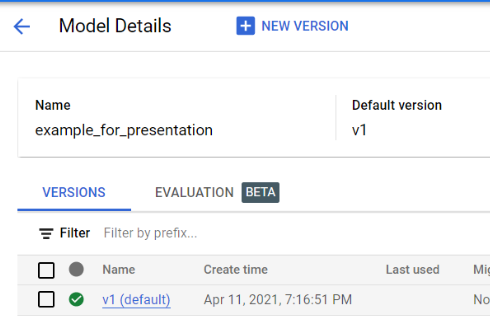 Model Details NEW VERSION
Name Default version
example_for_presentation v1
VERSIONS EVALUATION BETA
Filter Filter by prefix...
Name Create time Last used
v1 (default) Apr 11, 2021, 7:16:51 PM No